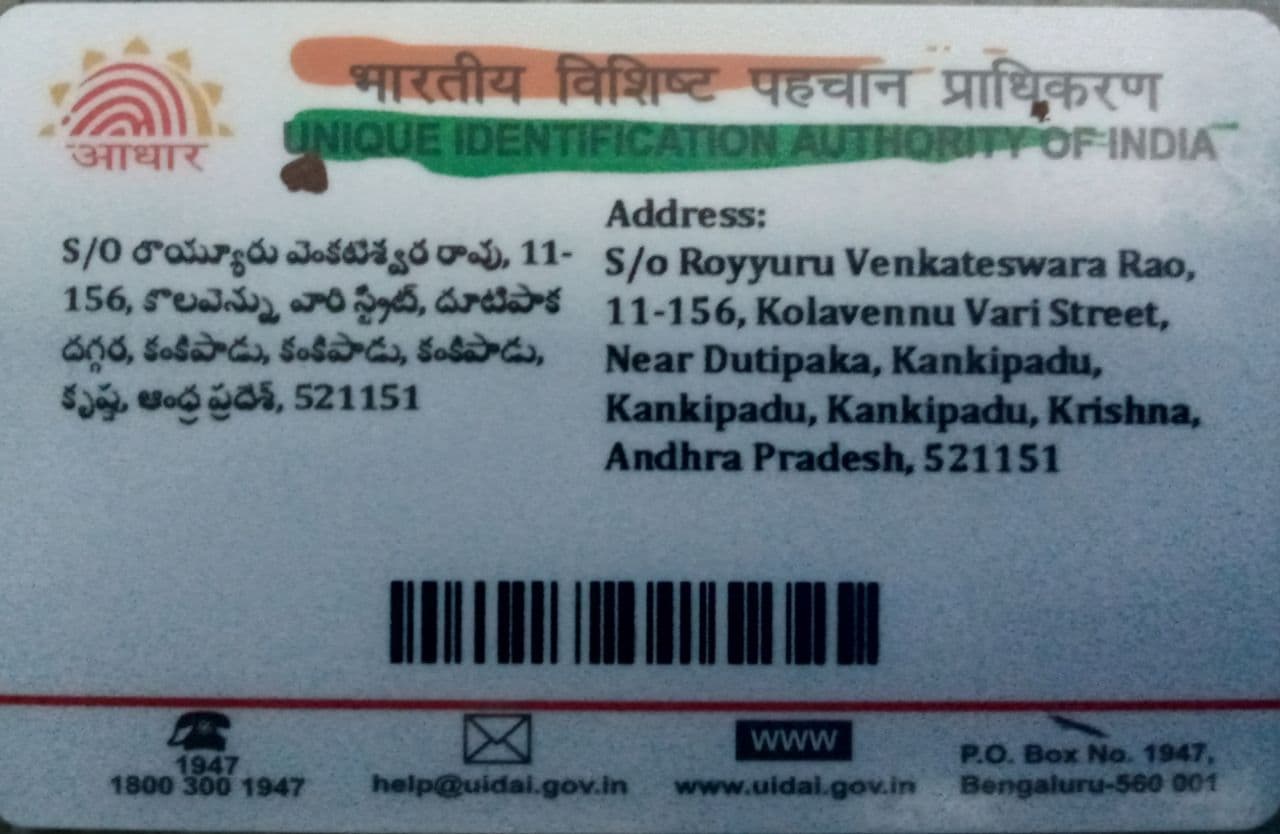 भारतीय विशिष्ट पहचान प्राधिकरण
UNIQUE IDENTIFICATION AUTHORITY OF INDIA
आधार
S/O రొయ్యూరు వెంకటేశ్వర రావు, 11-
156, కొలవెన్ను వారి స్ట్రీట్, దూటిపాక
దగ్గర, కంకిపాడు, కంకిపాడు, కంకిపాడు,
కృష్ణ, ఆంధ్ర ప్రదేశ్, 521151
Address:
S/o Royyuru Venkateswara Rao,
11-156, Kolavennu Vari Street,
Near Dutipaka, Kankipadu,
Kankipadu, Kankipadu, Krishna,
Andhra Pradesh, 521151
1947
1800 300 1947
help@uidai.gov.in
WWW
www.uidai.gov.in
P.O. Box No. 1947,
Bengaluru-560 001